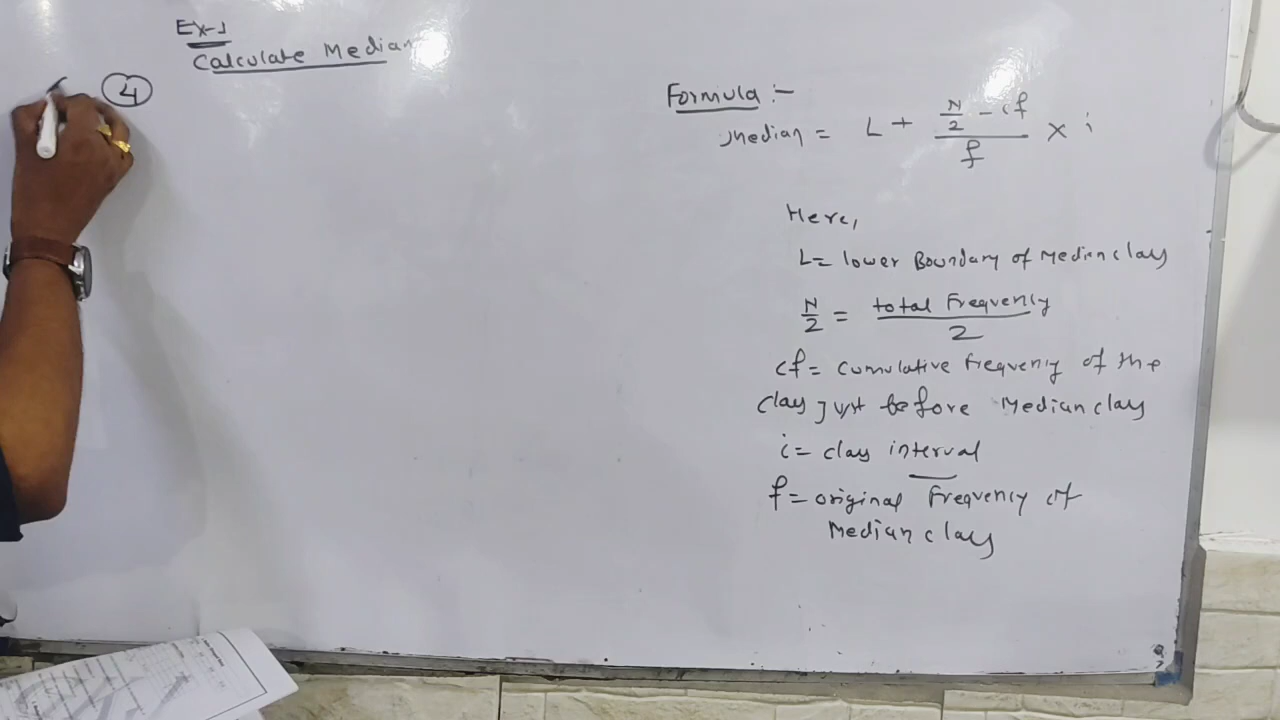 Ex-1
Calculate Median
4
Formula :-
Median = L + (N/2 - cf)/f × i
Here,
L = lower Boundary of Median class
N/2 = total Frequency/2
cf = cumulative frequency of the
class just before Median class
i = class interval
f = original Frequency of
Median class